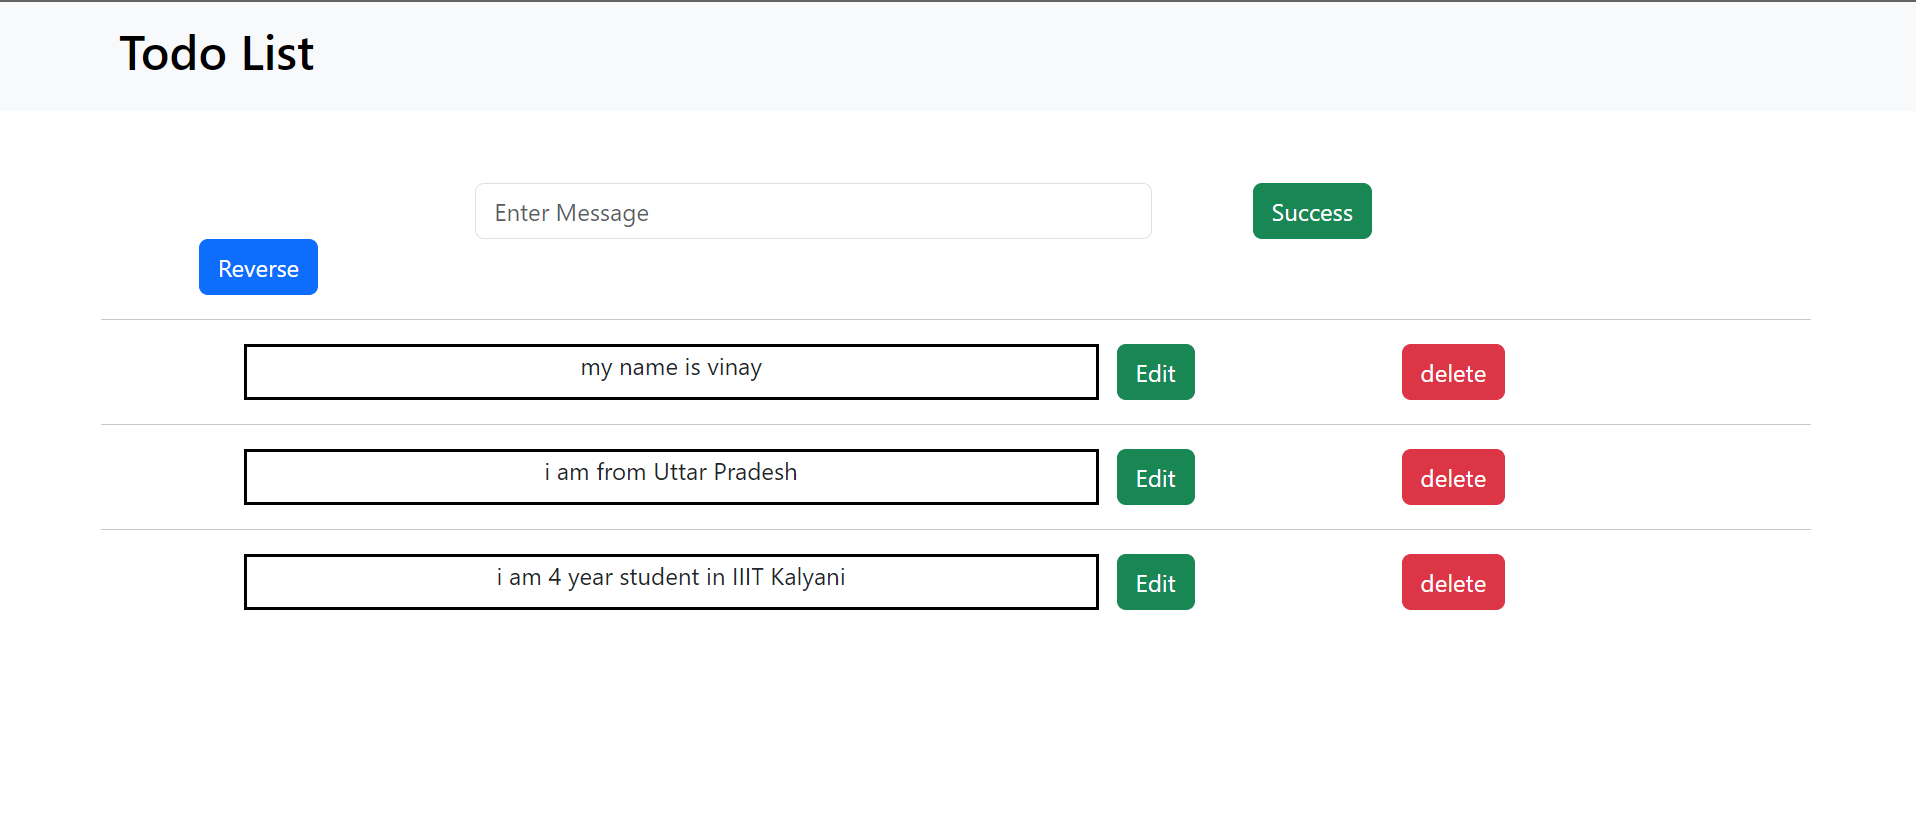 Todo List
Enter Message
Success
Reverse
my name is vinay
Edit
delete
i am from Uttar Pradesh
Edit
delete
i am 4 year student in IIIT Kalyani
Edit
delete